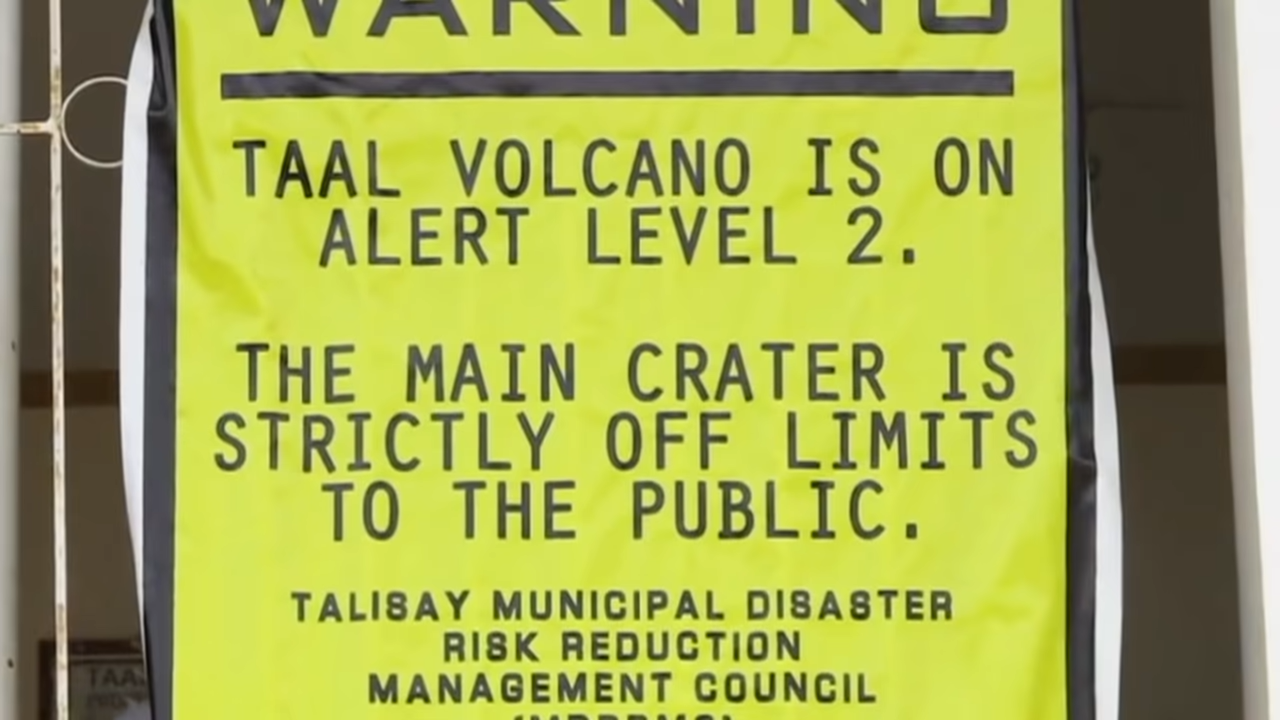 WARNING
TAAL VOLCANO IS ON
ALERT LEVEL 2.
THE MAIN CRATER IS
STRICTLY OFF LIMITS
TO THE PUBLIC.
TALISAY MUNICIPAL DISASTER
RISK REDUCTION
MANAGEMENT COUNCIL